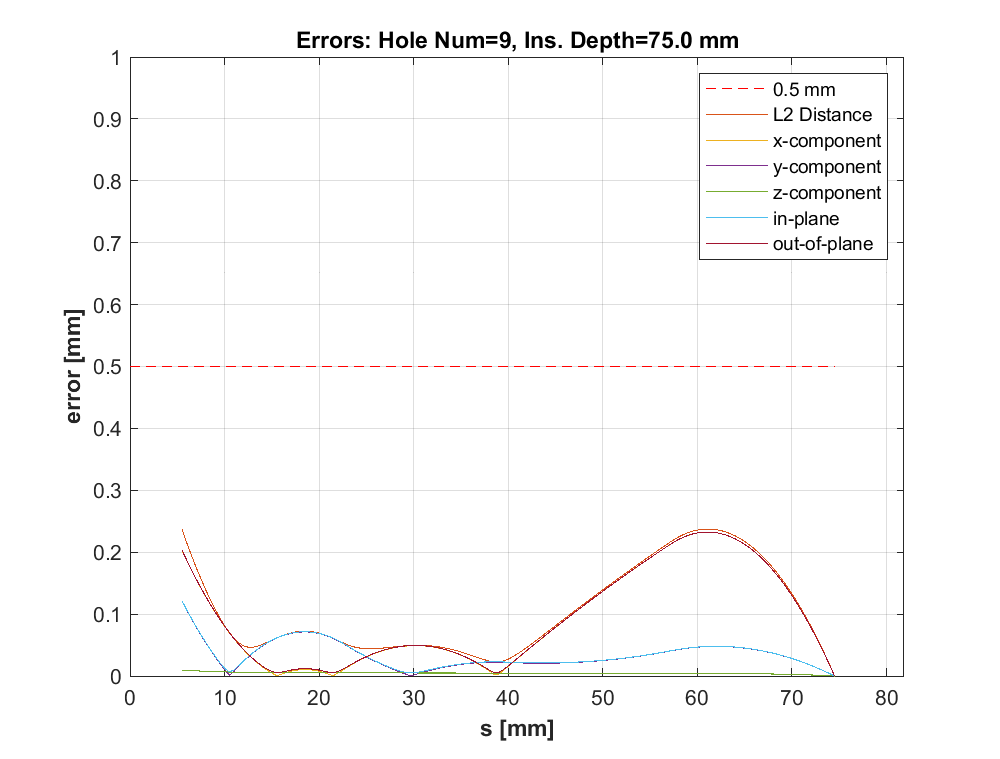 Errors: Hole Num=9, Ins. Depth=75.0 mm
1
0.9
0.8
0.7
0.6
0.5
0.4
0.3
0.2
0.1
0
error [mm]
0.5 mm
L2 Distance
x-component
y-component
z-component
in-plane
out-of-plane
0 10 20 30 40 50 60 70 80
s [mm]